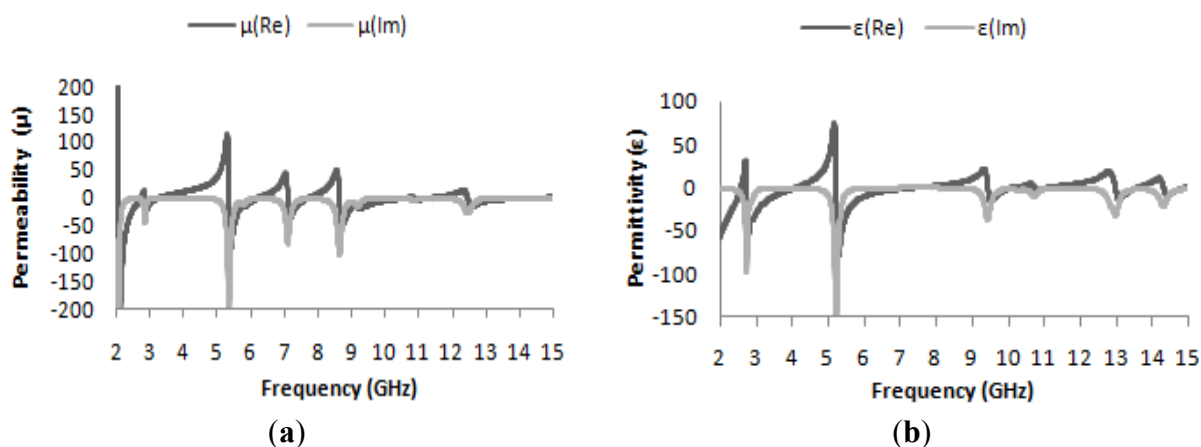 μ(Re) μ(Im)
200
150
100
50
0
-50
-100
-150
-200
Permeability (μ)
2 3 4 5 6 7 8 9 10 11 12 13 14 15
Frequency (GHz)
(a)
ε(Re) ε(Im)
100
50
0
-50
-100
-150
Permittivity (ε)
2 3 4 5 6 7 8 9 10 11 12 13 14 15
Frequency (GHz)
(b)